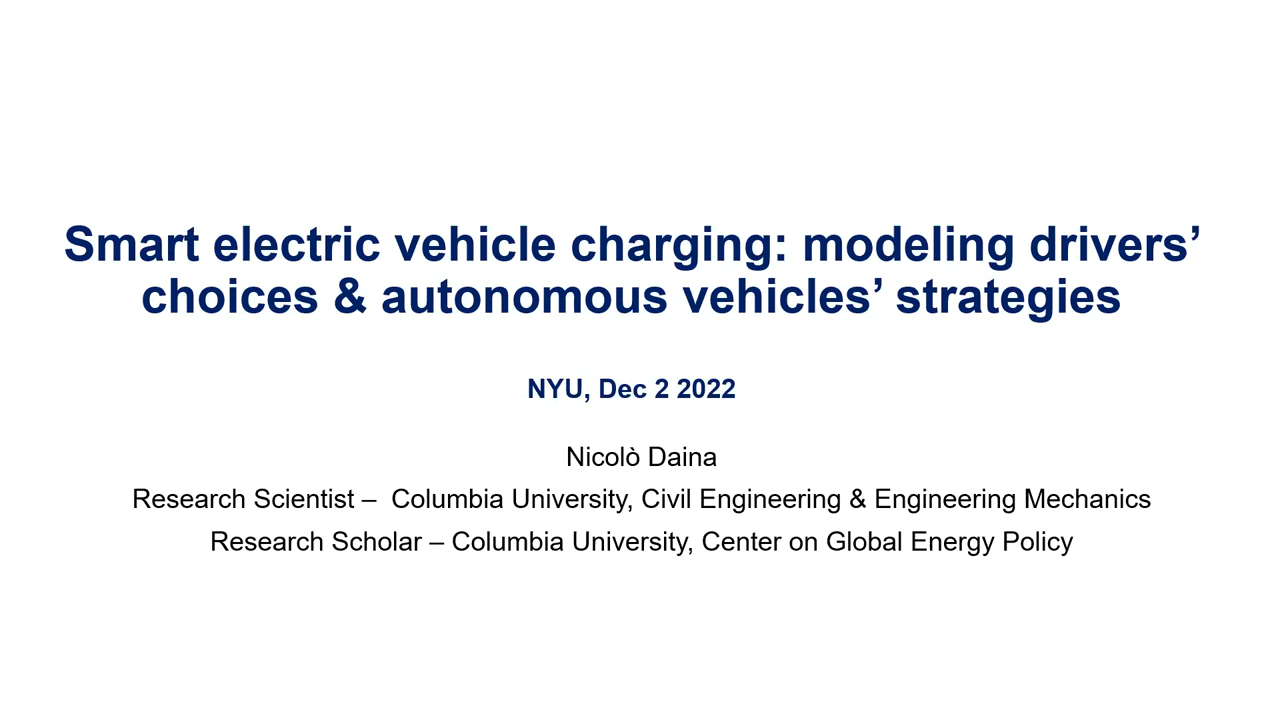 Smart electric vehicle charging: modeling drivers’
choices & autonomous vehicles’ strategies
NYU, Dec 2 2022
Nicolò Daina
Research Scientist – Columbia University, Civil Engineering & Engineering Mechanics
Research Scholar – Columbia University, Center on Global Energy Policy